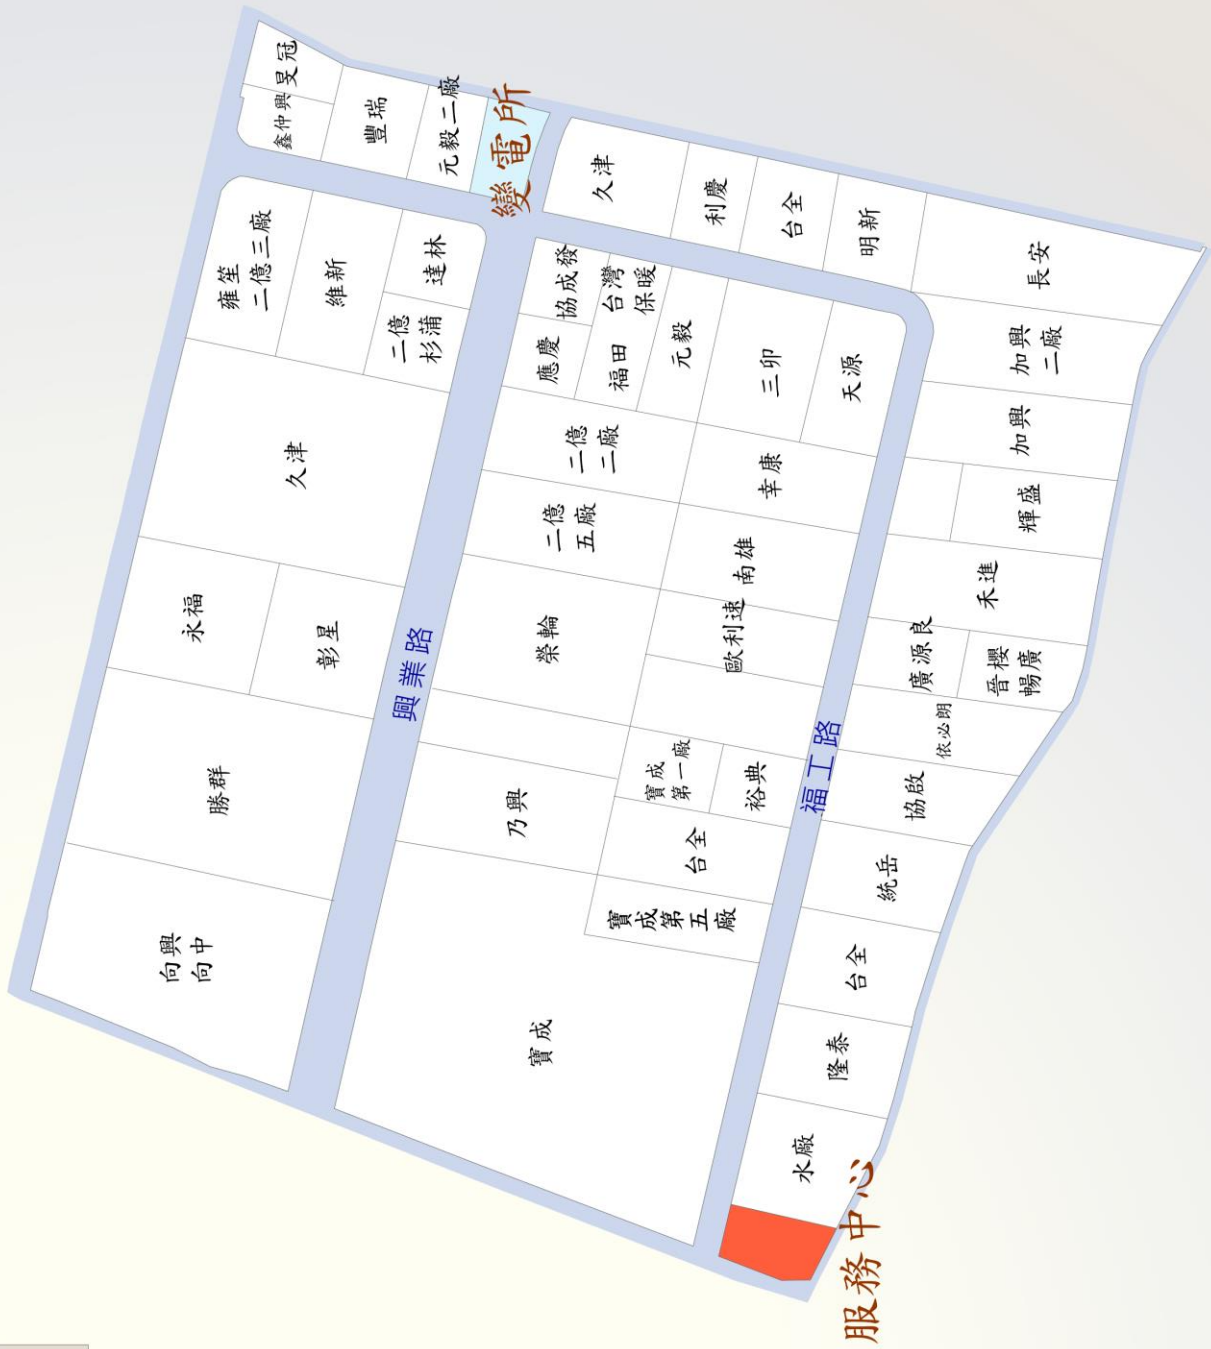 旻冠
鑫仲興
豐瑞
元毅二廠
變電所
久津
利慶
台全
明新
長安
雍笙
二億三廠
維新
達林
二億
杉蒲
協成發
應慶
台灣
保暖
福田
元毅
三卯
天源
加興
二廠
加興
輝盛
久津
二億
二廠
二億
五廠
幸康
南雄
禾進
永福
彰星
興業路
榮輪
歐利速
廣源良
晉櫻
暢廣
依必朗
勝群
乃興
寶成
第一廠
裕典
福工路
協啟
台全
統岳
寶成第五廠
向興
向中
寶成
台全
隆泰
水廠
服務中心